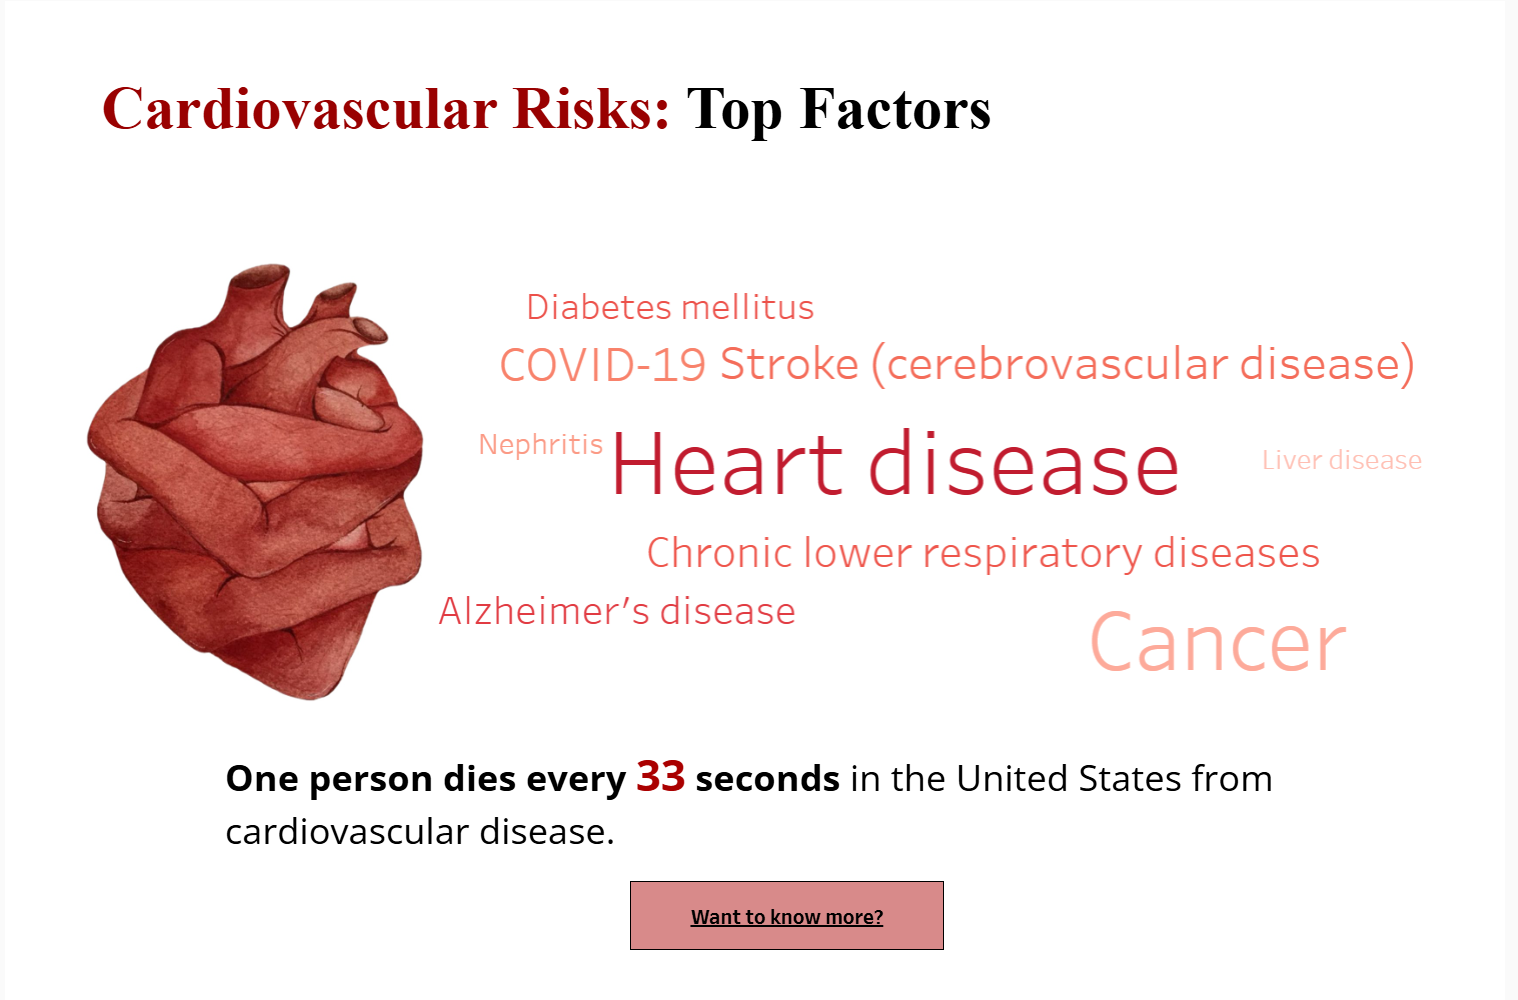 Cardiovascular Risks: Top Factors
Diabetes mellitus
COVID-19 Stroke (cerebrovascular disease)
Nephritis Heart disease Liver disease
Chronic lower respiratory diseases
Alzheimer’s disease
Cancer
One person dies every 33 seconds in the United States from
cardiovascular disease.
Want to know more?